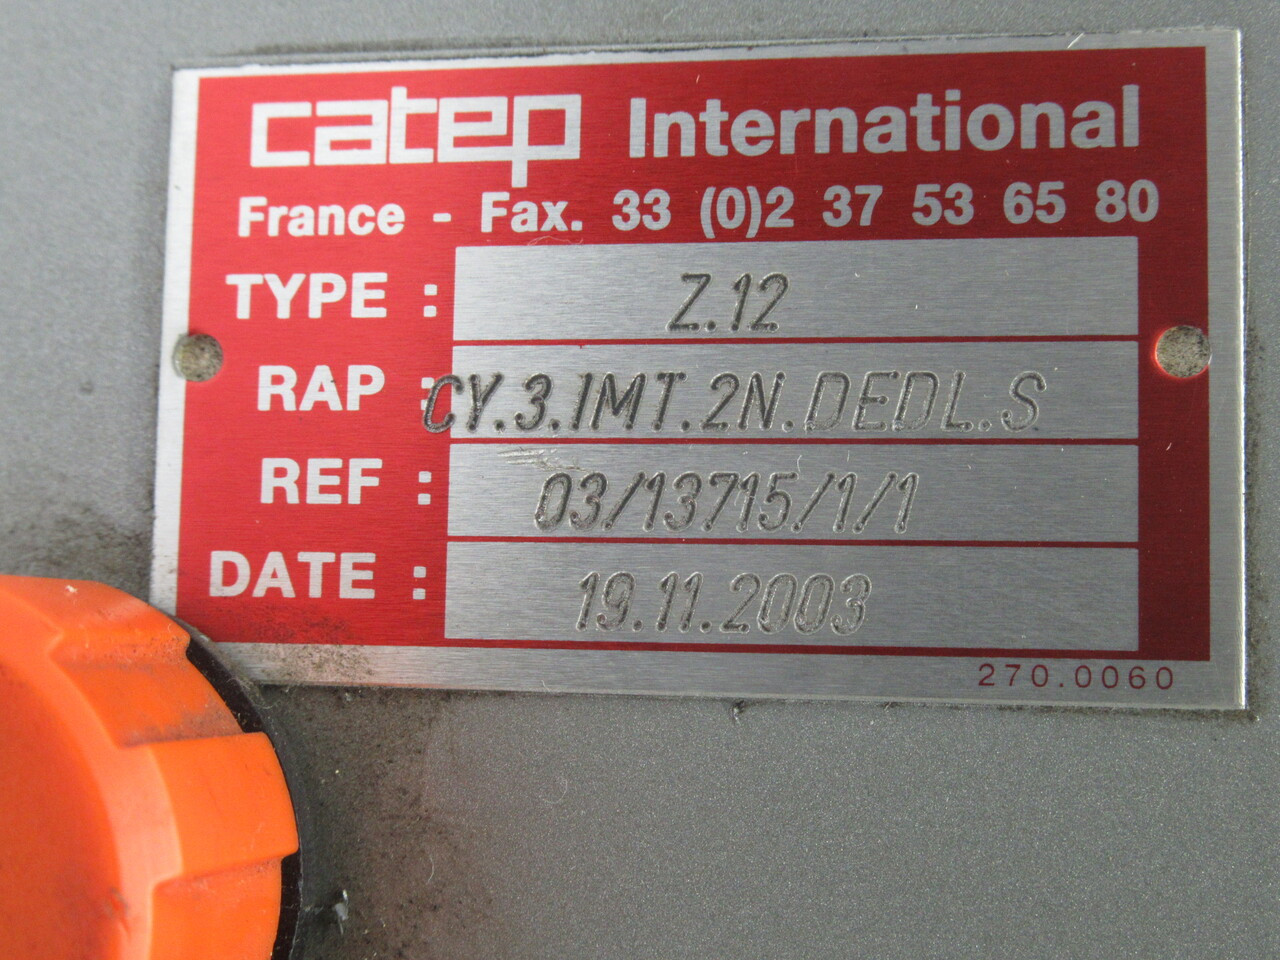 catep International
France - Fax. 33 (0)2 37 53 65 80
TYPE : Z.12
RAP : CY.3.IMT.2N.DEDL.S
REF : 03/13715/1/1
DATE : 19.11.2003
270.0060